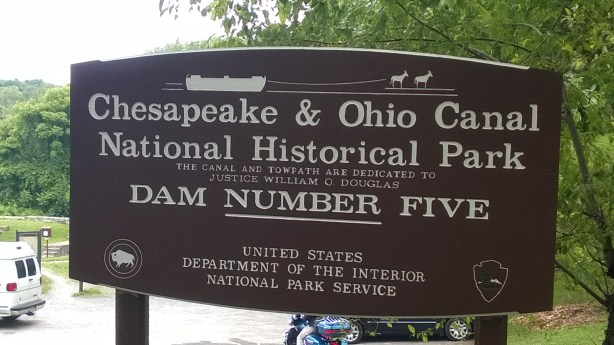 Chesapeake & Ohio Canal
National Historical Park
THE CANAL AND TOWPATH ARE DEDICATED TO
JUSTICE WILLIAM O. DOUGLAS
DAM NUMBER FIVE
UNITED STATES
DEPARTMENT OF THE INTERIOR
NATIONAL PARK SERVICE